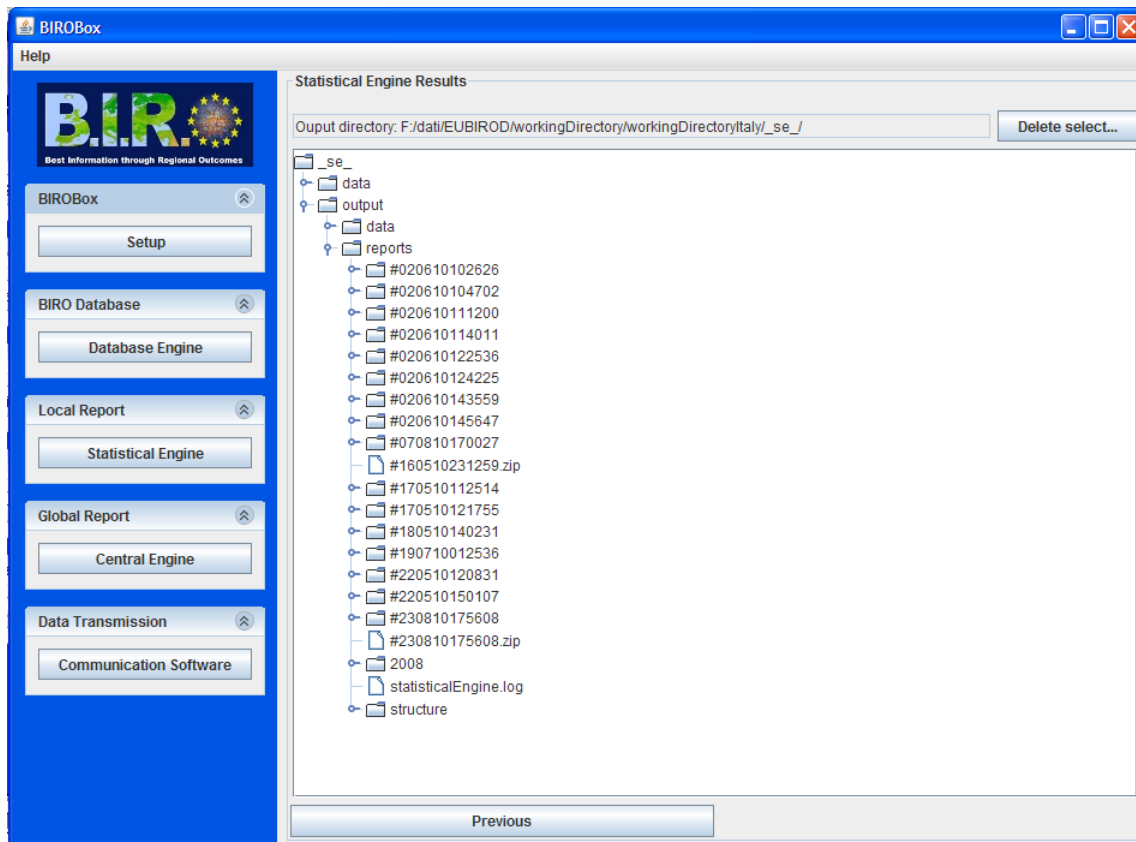 BIROBox
Help
B.I.R.O
Best Information through Regional Outcomes
BIROBox
Setup
BIRO Database
Database Engine
Local Report
Statistical Engine
Global Report
Central Engine
Data Transmission
Communication Software
Statistical Engine Results
Ouput directory: F:/dati/EUBIROD/workingDirectory/workingDirectoryItaly/_se_/
Delete select...
_se_
data
output
data
reports
#020610102626
#020610104702
#020610111200
#020610114011
#020610122536
#020610124225
#020610143559
#020610145647
#070810170027
#160510231259.zip
#170510112514
#170510121755
#180510140231
#190710012536
#220510120831
#220510150107
#230810175608
#230810175608.zip
2008
statisticalEngine.log
structure
Previous